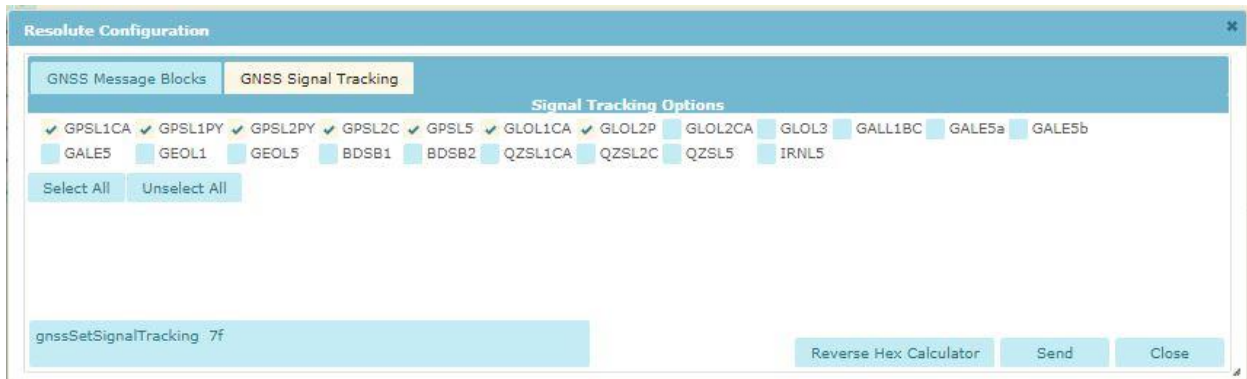 Resolute Configuration
GNSS Message Blocks GNSS Signal Tracking
Signal Tracking Options
GPSL1CA GPSL1PY GPSL2PY GPSL2C GPSL5 GLOL1CA GLOL2P GLOL2CA GLOL3 GALL1BC GALE5a GALE5b
GALE5 GEOL1 GEOL5 BDSB1 BDSB2 QZSL1CA QZSL2C QZSL5 IRNL5
Select All Unselect All
gnssSetSignalTracking 7f
Reverse Hex Calculator Send Close